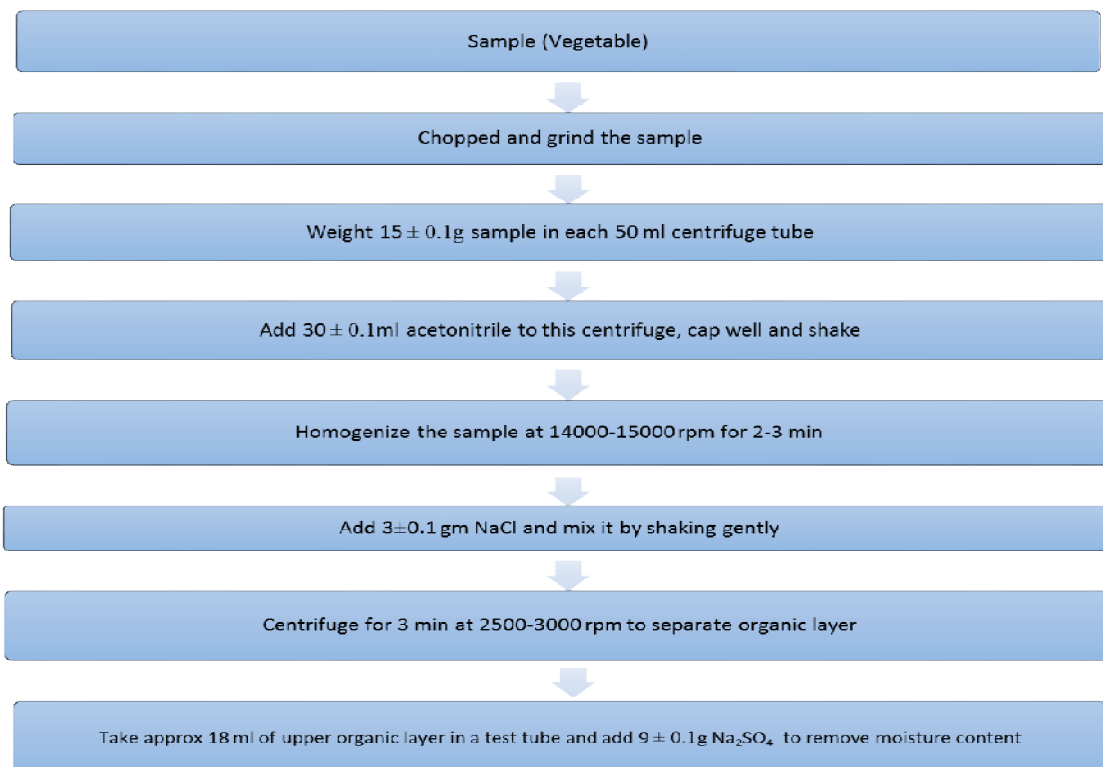 Sample (Vegetable)
Chopped and grind the sample
Weight 15 ± 0.1g sample in each 50 ml centrifuge tube
Add 30 ± 0.1ml acetonitrile to this centrifuge, cap well and shake
Homogenize the sample at 14000-15000 rpm for 2-3 min
Add 3±0.1 gm NaCl and mix it by shaking gently
Centrifuge for 3 min at 2500-3000 rpm to separate organic layer
Take approx 18 ml of upper organic layer in a test tube and add 9 ± 0.1g Na₂SO₄ to remove moisture content